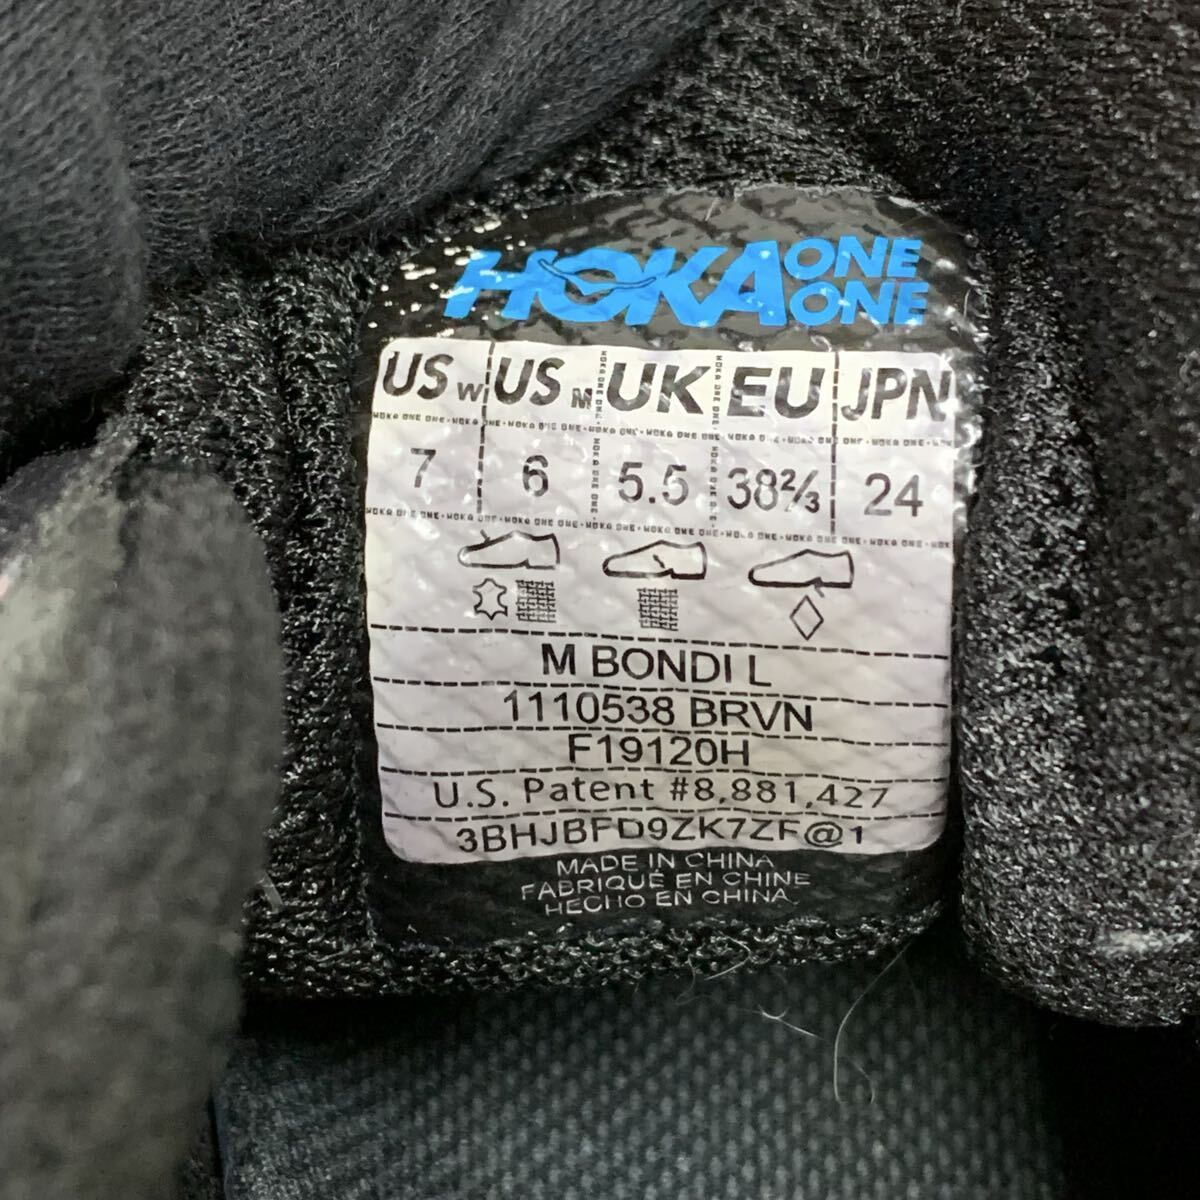 HOKA ONE ONE
US W US M UK EU JPN
7 6 5.5 38⅔ 24
M BONDI L
1110538 BRVN
F19120H
U.S. Patent #8,881,427
3BHJBFD9ZK7ZF@1
MADE IN CHINA
FABRIQUÉ EN CHINE
HECHO EN CHINA